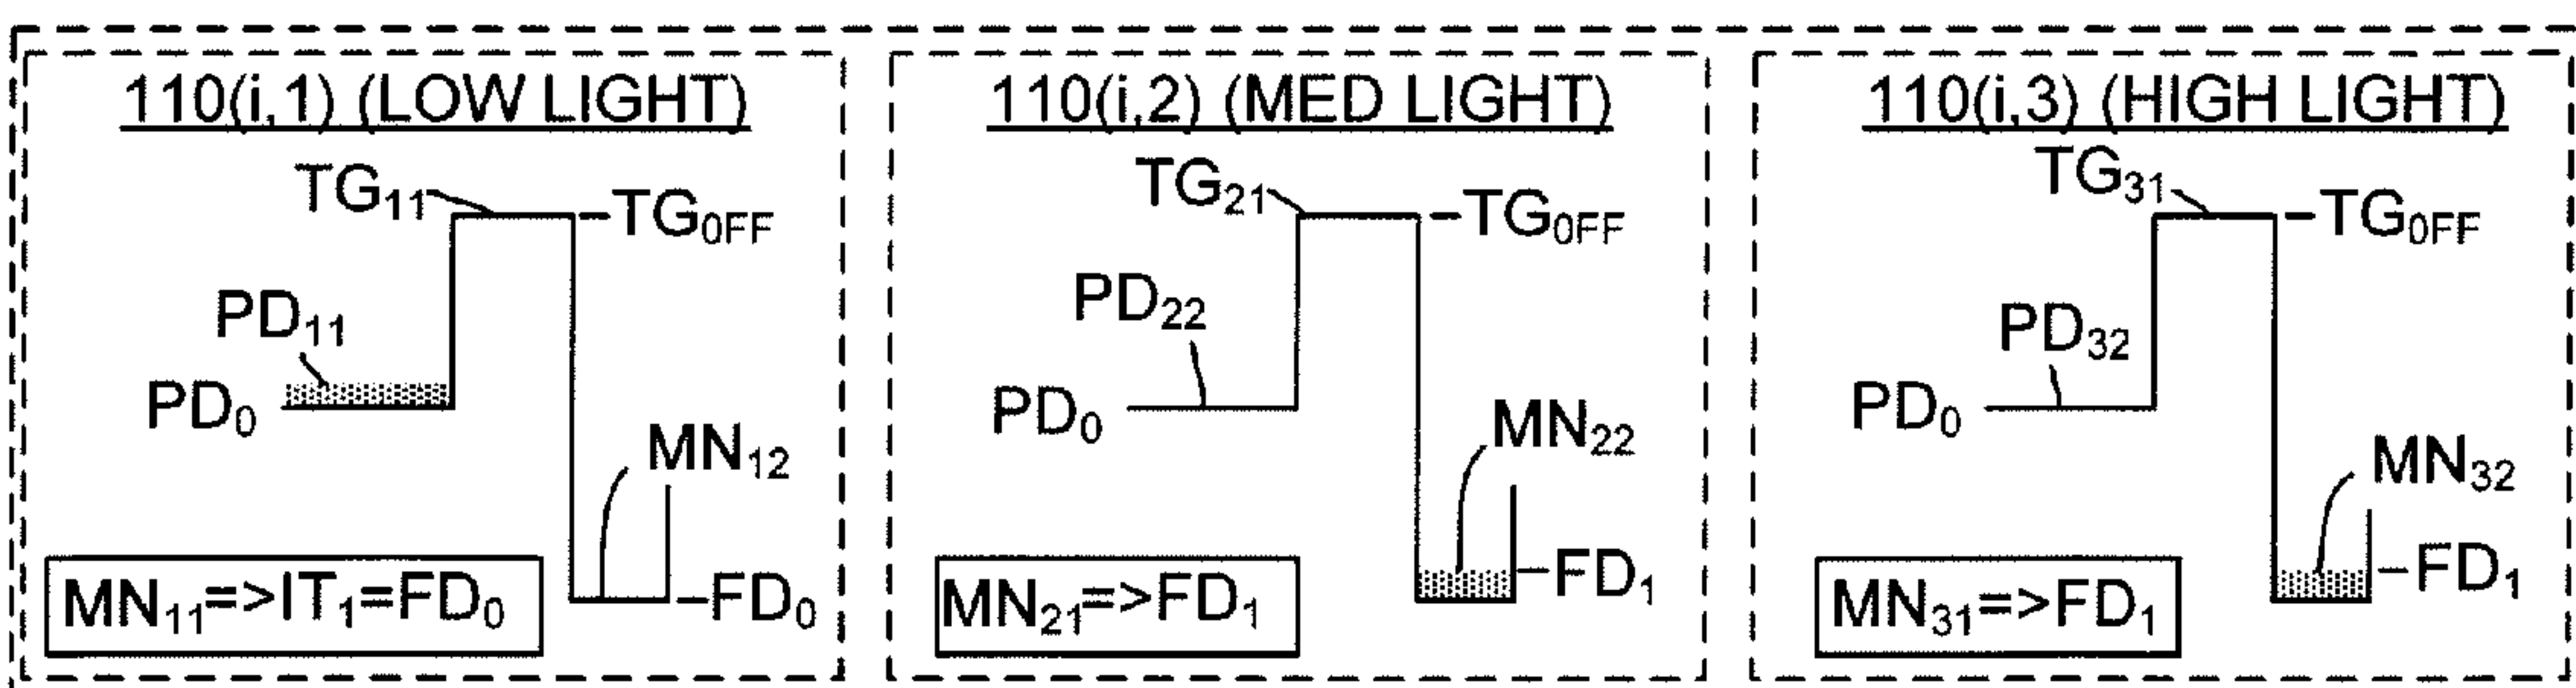 110(i,1) (LOW LIGHT)
TG11
TG0FF
PD11
PD0
MN12
MN11=>IT1=FD0
FD0
110(i,2) (MED LIGHT)
TG21
TG0FF
PD22
PD0
MN22
MN21=>FD1
FD1
110(i,3) (HIGH LIGHT)
TG31
TG0FF
PD32
PD0
MN32
MN31=>FD1
FD1